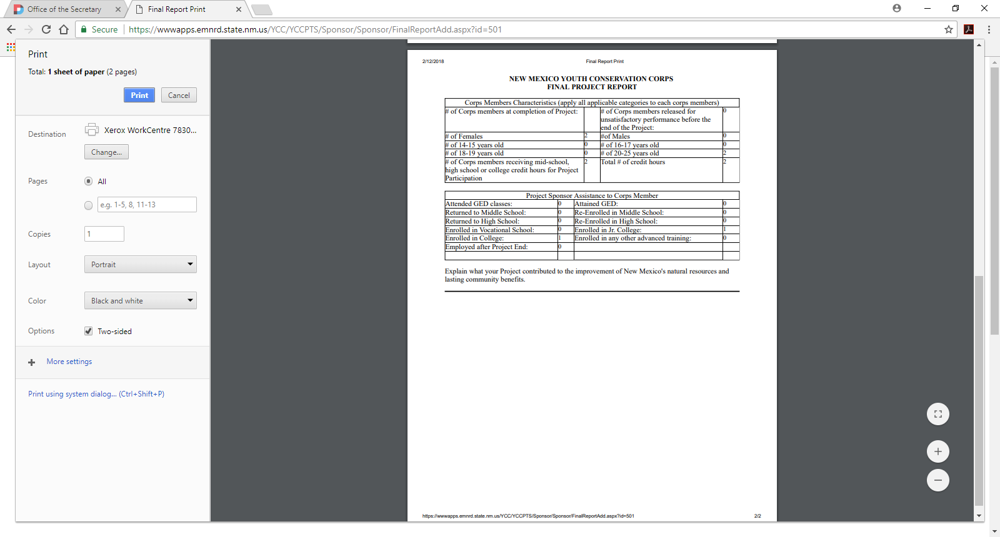 Office of the Secretary
Final Report Print
Secure
https://wwwapps.emnrd.state.nm.us/YCC/YCCPTS/Sponsor/Sponsor/FinalReportAdd.aspx?id=501
Print
Total: 1 sheet of paper (2 pages)
Print Cancel
Destination Xerox WorkCentre 7830...
Change...
Pages All
e.g. 1-5, 8, 11-13
Copies 1
Layout Portrait
Color Black and white
Options Two-sided
More settings
Print using system dialog... (Ctrl+Shift+P)
2/12/2018 Final Report Print
NEW MEXICO YOUTH CONSERVATION CORPS
FINAL PROJECT REPORT
Corps Members Characteristics (apply all applicable categories to each corps members)
# of Corps members at completion of Project: # of Corps members released for 0
unsatisfactory performance before the
end of the Project:
# of Females 2 #of Males 0
# of 14-15 years old 0 # of 16-17 years old 0
# of 18-19 years old 0 # of 20-25 years old 2
# of Corps members receiving mid-school, 2 Total # of credit hours 2
high school or college credit hours for Project
Participation
Project Sponsor Assistance to Corps Member
Attended GED classes: 0 Attained GED: 0
Returned to Middle School: 0 Re-Enrolled in Middle School: 0
Returned to High School: 0 Re-Enrolled in High School: 0
Enrolled in Vocational School: 0 Enrolled in Jr. College: 1
Enrolled in College: 1 Enrolled in any other advanced training: 0
Employed after Project End: 0
Explain what your Project contributed to the improvement of New Mexico's natural resources and
lasting community benefits.
https://wwwapps.emnrd.state.nm.us/YCC/YCCPTS/Sponsor/Sponsor/FinalReportAdd.aspx?id=501 2/2